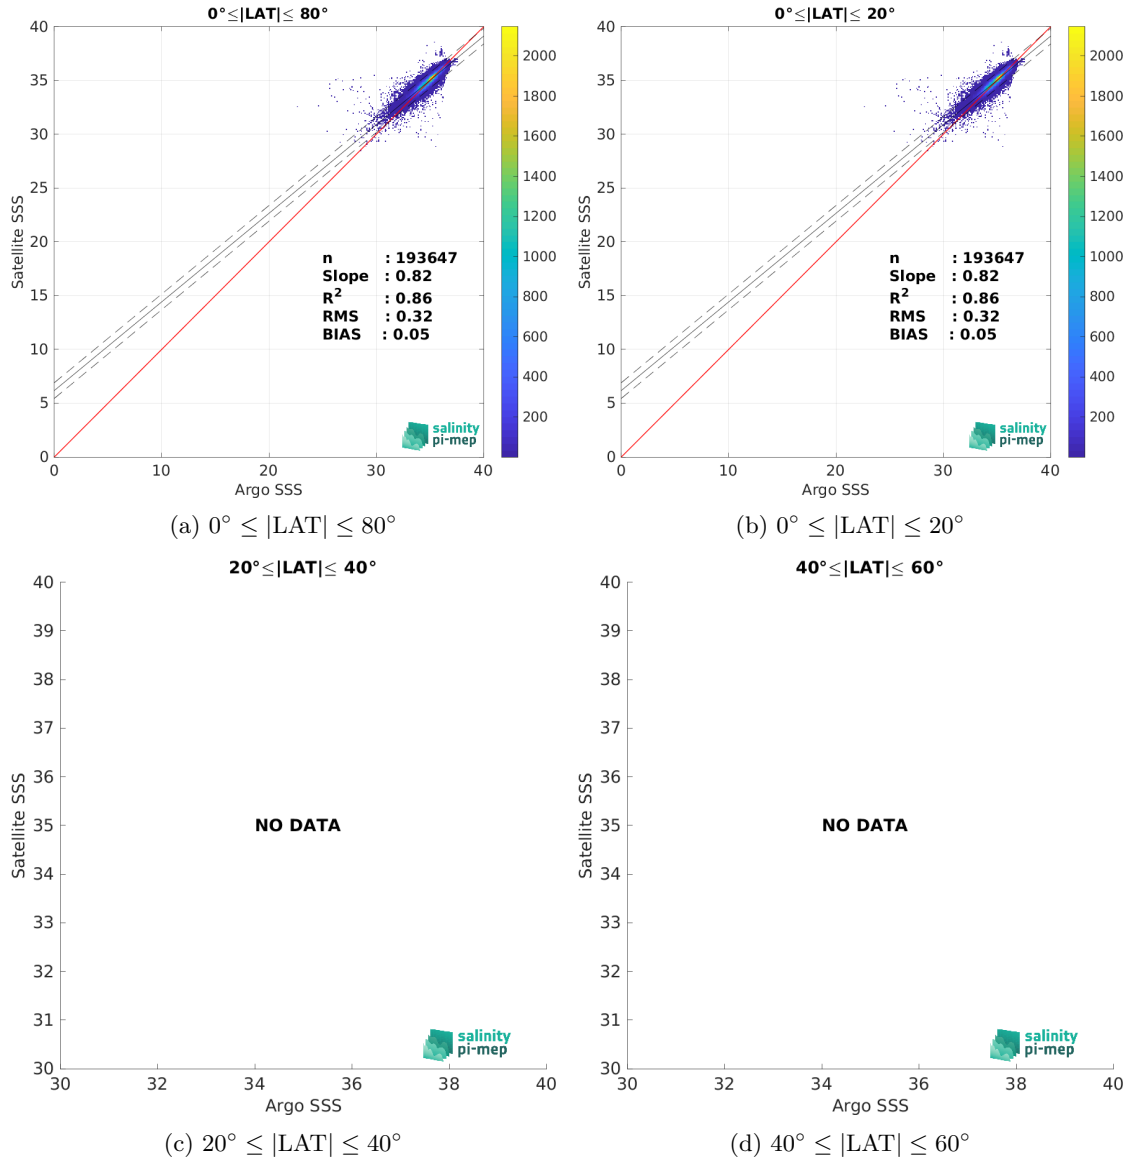 0°≤|LAT|≤ 80°
40
35
30
25
20
15
10
5
0
Satellite SSS
n : 193647
Slope : 0.82
R² : 0.86
RMS : 0.32
BIAS : 0.05
salinity
pi-mep
0 10 20 30 40
Argo SSS
2000
1800
1600
1400
1200
1000
800
600
400
200
(a) 0° ≤ |LAT| ≤ 80°
0°≤|LAT|≤ 20°
40
35
30
25
20
15
10
5
0
Satellite SSS
n : 193647
Slope : 0.82
R² : 0.86
RMS : 0.32
BIAS : 0.05
salinity
pi-mep
0 10 20 30 40
Argo SSS
2000
1800
1600
1400
1200
1000
800
600
400
200
(b) 0° ≤ |LAT| ≤ 20°
20°≤|LAT|≤ 40°
40
39
38
37
36
35
34
33
32
31
30
Satellite SSS
NO DATA
salinity
pi-mep
30 32 34 36 38 40
Argo SSS
(c) 20° ≤ |LAT| ≤ 40°
40°≤|LAT|≤ 60°
40
39
38
37
36
35
34
33
32
31
30
Satellite SSS
NO DATA
salinity
pi-mep
30 32 34 36 38 40
Argo SSS
(d) 40° ≤ |LAT| ≤ 60°